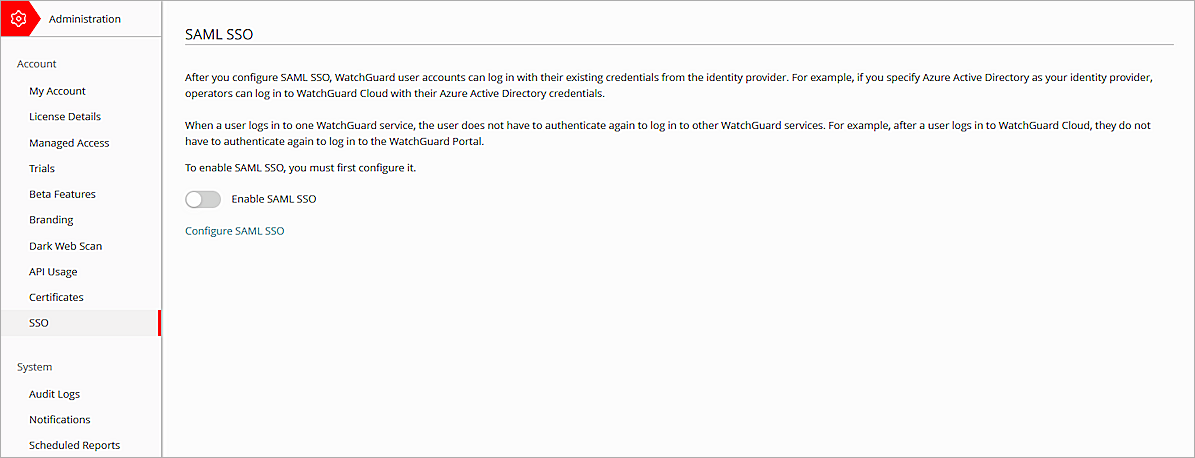 Administration
Account
My Account
License Details
Managed Access
Trials
Beta Features
Branding
Dark Web Scan
API Usage
Certificates
SSO
System
Audit Logs
Notifications
Scheduled Reports
SAML SSO
After you configure SAML SSO, WatchGuard user accounts can log in with their existing credentials from the identity provider. For example, if you specify Azure Active Directory as your identity provider,
operators can log in to WatchGuard Cloud with their Azure Active Directory credentials.
When a user logs in to one WatchGuard service, the user does not have to authenticate again to log in to other WatchGuard services. For example, after a user logs in to WatchGuard Cloud, they do not
have to authenticate again to log in to the WatchGuard Portal.
To enable SAML SSO, you must first configure it.
Enable SAML SSO
Configure SAML SSO